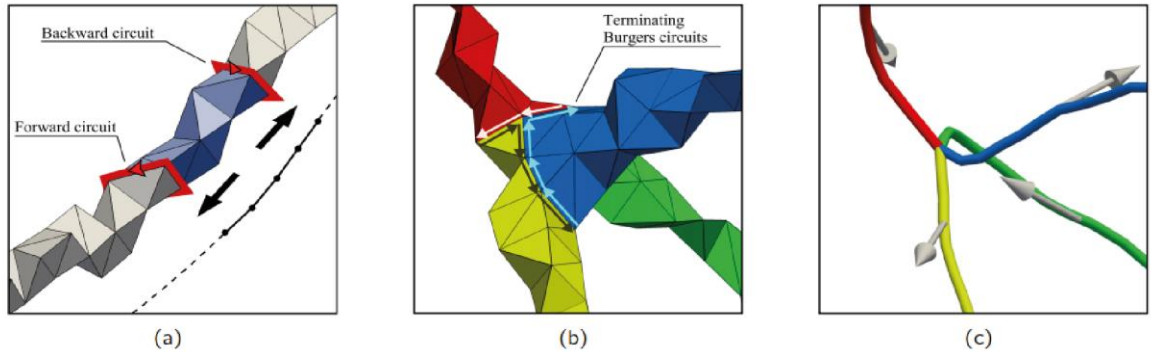 Backward circuit
Forward circuit
Terminating
Burgers circuits
(a)
(b)
(c)